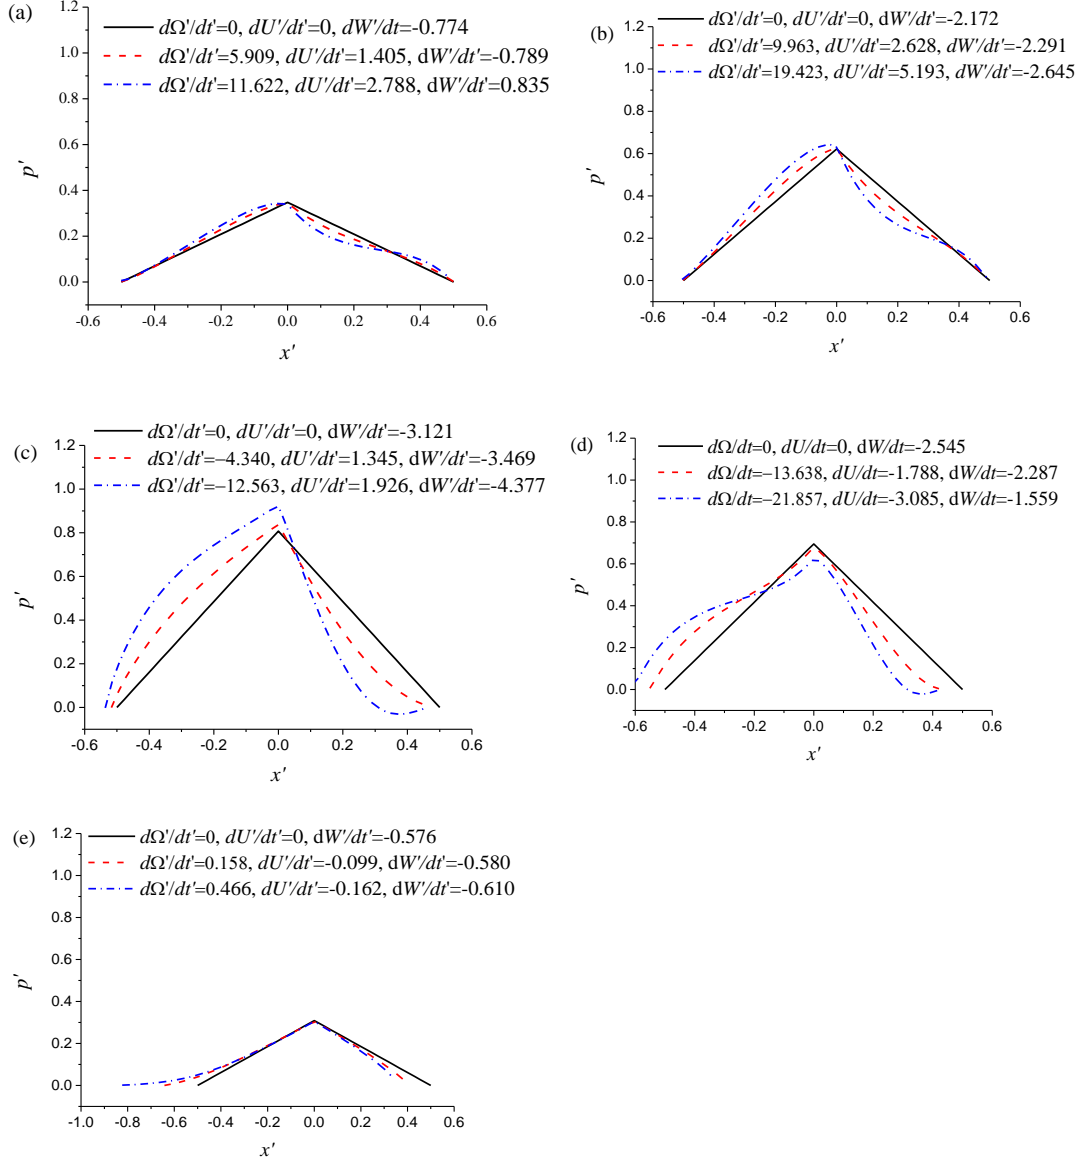 (a)
dΩ'/dt'=0, dU'/dt'=0, dW'/dt=-0.774
dΩ'/dt'=5.909, dU'/dt'=1.405, dW'/dt'=-0.789
dΩ'/dt'=11.622, dU'/dt'=2.788, dW'/dt'=0.835
1.2
1.0
0.8
0.6
0.4
0.2
0.0
p'
-0.6 -0.4 -0.2 0.0 0.2 0.4 0.6
x'
(b)
dΩ'/dt'=0, dU'/dt'=0, dW'/dt'=-2.172
dΩ'/dt'=9.963, dU'/dt'=2.628, dW'/dt'=-2.291
dΩ'/dt'=19.423, dU'/dt'=5.193, dW'/dt'=-2.645
1.2
1.0
0.8
0.6
0.4
0.2
0.0
p'
-0.6 -0.4 -0.2 0.0 0.2 0.4 0.6
x'
(c)
dΩ'/dt'=0, dU'/dt'=0, dW'/dt'=-3.121
dΩ'/dt'=−4.340, dU'/dt'=1.345, dW'/dt'=-3.469
dΩ'/dt'=−12.563, dU'/dt'=1.926, dW'/dt'=-4.377
1.2
1.0
0.8
0.6
0.4
0.2
0.0
p'
-0.6 -0.4 -0.2 0.0 0.2 0.4 0.6
x'
(d)
dΩ/dt=0, dU/dt=0, dW/dt=-2.545
dΩ/dt=−13.638, dU/dt=-1.788, dW/dt=-2.287
dΩ/dt=−21.857, dU/dt=-3.085, dW/dt=-1.559
1.2
1.0
0.8
0.6
0.4
0.2
0.0
p'
-0.6 -0.4 -0.2 0.0 0.2 0.4 0.6
x'
(e)
dΩ'/dt'=0, dU'/dt'=0, dW'/dt'=-0.576
dΩ'/dt'=0.158, dU'/dt'=-0.099, dW'/dt'=-0.580
dΩ'/dt'=0.466, dU'/dt'=-0.162, dW'/dt'=-0.610
1.2
1.0
0.8
0.6
0.4
0.2
0.0
p'
-1.0 -0.8 -0.6 -0.4 -0.2 0.0 0.2 0.4 0.6
x'